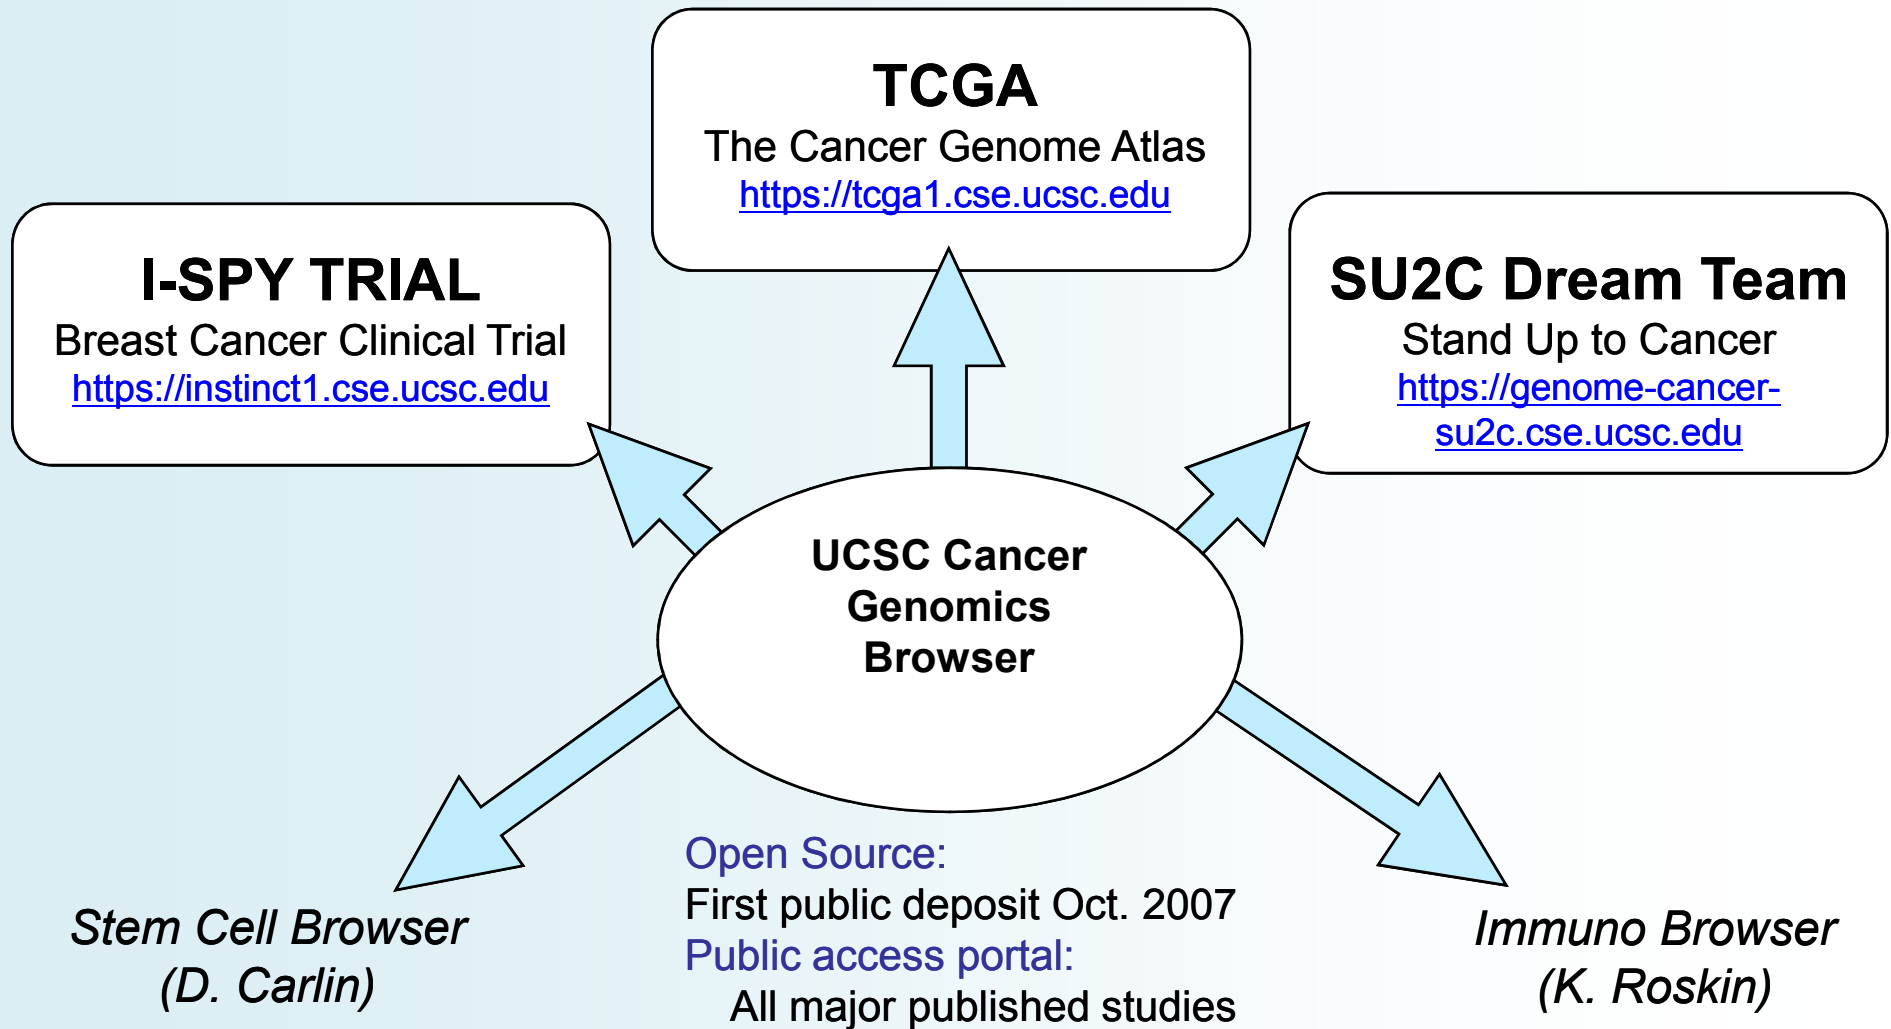 TCGA
The Cancer Genome Atlas
https://tcga1.cse.ucsc.edu
I-SPY TRIAL
Breast Cancer Clinical Trial
https://instinct1.cse.ucsc.edu
SU2C Dream Team
Stand Up to Cancer
https://genome-cancer-
su2c.cse.ucsc.edu
UCSC Cancer
Genomics
Browser
Stem Cell Browser
(D. Carlin)
Open Source:
First public deposit Oct. 2007
Public access portal:
All major published studies
Immuno Browser
(K. Roskin)